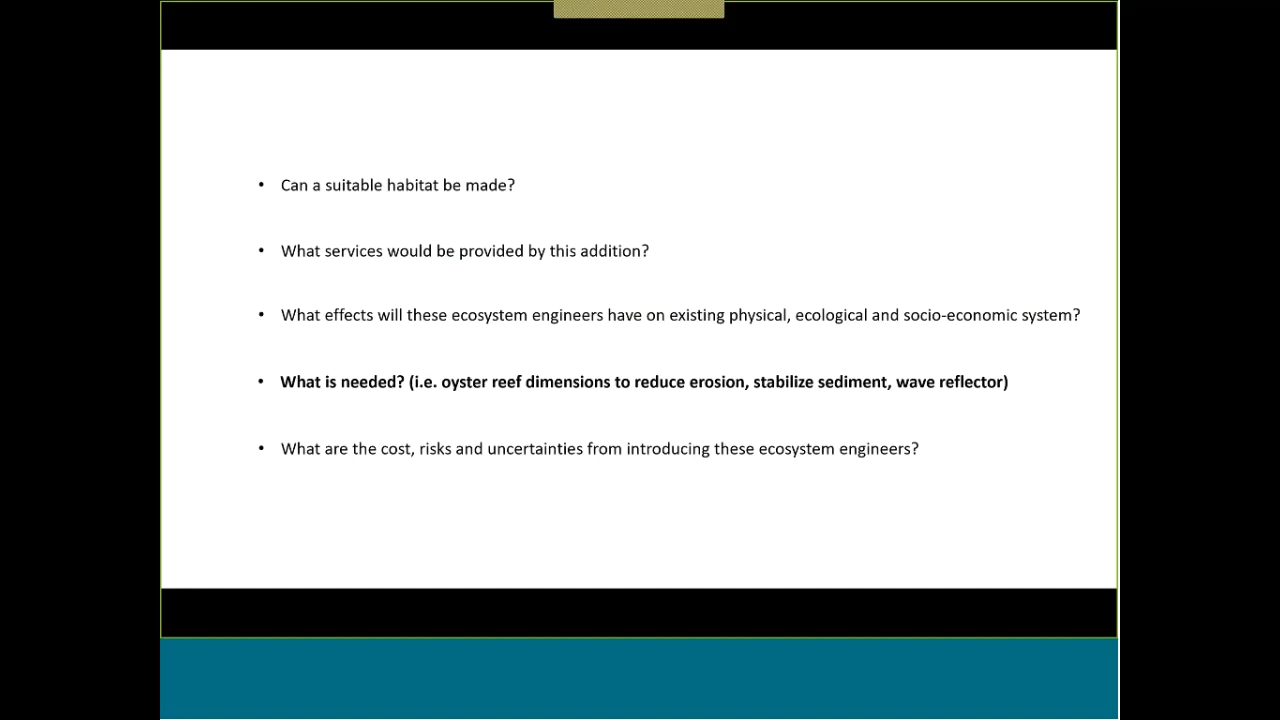 • Can a suitable habitat be made?
• What services would be provided by this addition?
• What effects will these ecosystem engineers have on existing physical, ecological and socio-economic system?
• What is needed? (i.e. oyster reef dimensions to reduce erosion, stabilize sediment, wave reflector)
• What are the cost, risks and uncertainties from introducing these ecosystem engineers?